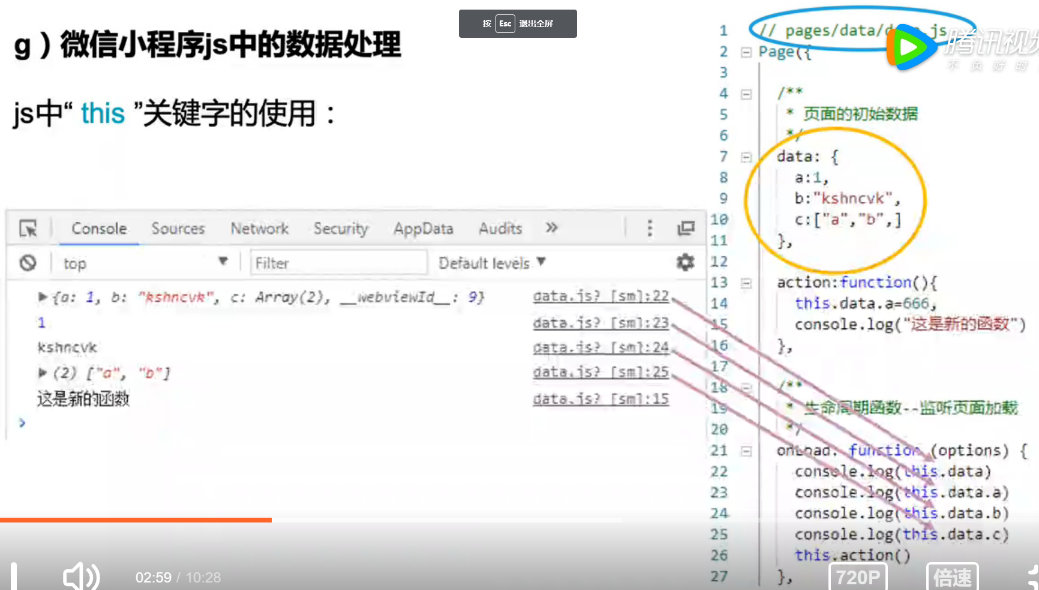 按 Esc 退出全屏
g）微信小程序js中的数据处理
js中“ this ”关键字的使用：
Console Sources Network Security AppData Audits »
top Filter Default levels
{a: 1, b: "kshncvk", c: Array(2), __webviewId__: 9} data.js? [sm]:22
1 data.js? [sm]:23
kshncvk data.js? [sm]:24
(2) ["a", "b"] data.js? [sm]:25
这是新的函数 data.js? [sm]:15
1 // pages/data/data.js
2 Page({
3
4 /**
5 * 页面的初始数据
6 */
7 data: {
8 a:1,
9 b:"kshncvk",
10 c:["a","b",]
11 },
12
13 action:function(){
14 this.data.a=666,
15 console.log("这是新的函数")
16 },
17
18 /**
19 * 生命周期函数--监听页面加载
20 */
21 onLoad: function (options) {
22 console.log(this.data)
23 console.log(this.data.a)
24 console.log(this.data.b)
25 console.log(this.data.c)
26 this.action()
27 },
腾讯视频
不负好时
02:59 / 10:28
720P
倍速